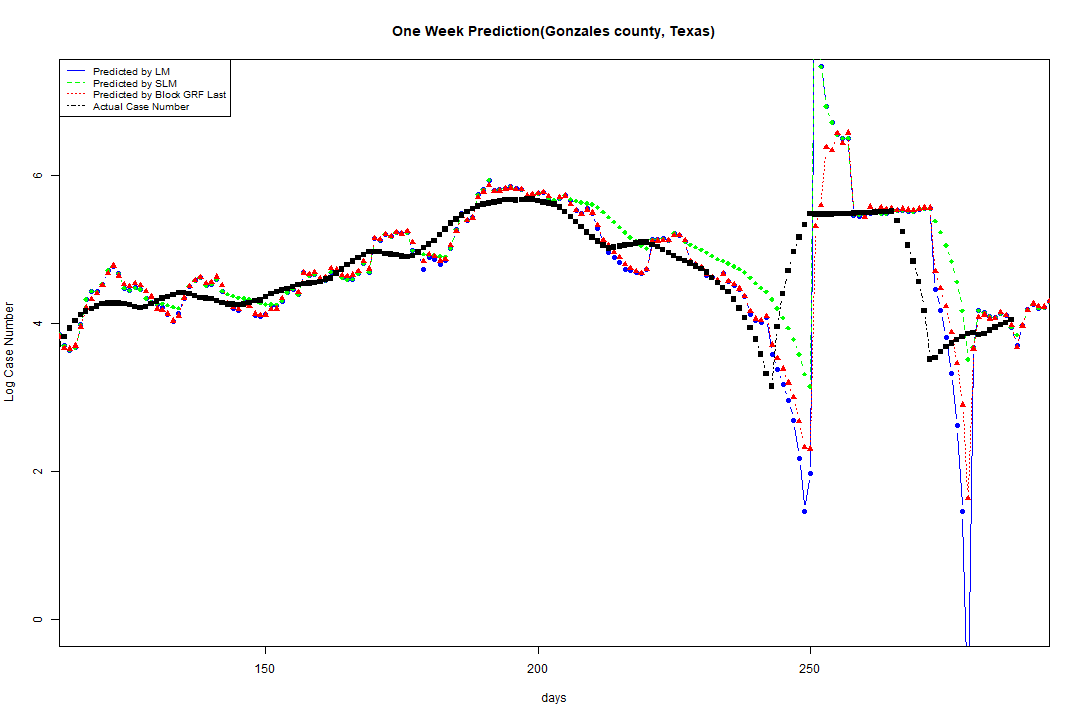 One Week Prediction(Gonzales county, Texas)
Predicted by LM
Predicted by SLM
Predicted by Block GRF Last
Actual Case Number
Log Case Number
6
4
2
0
150
200
250
days